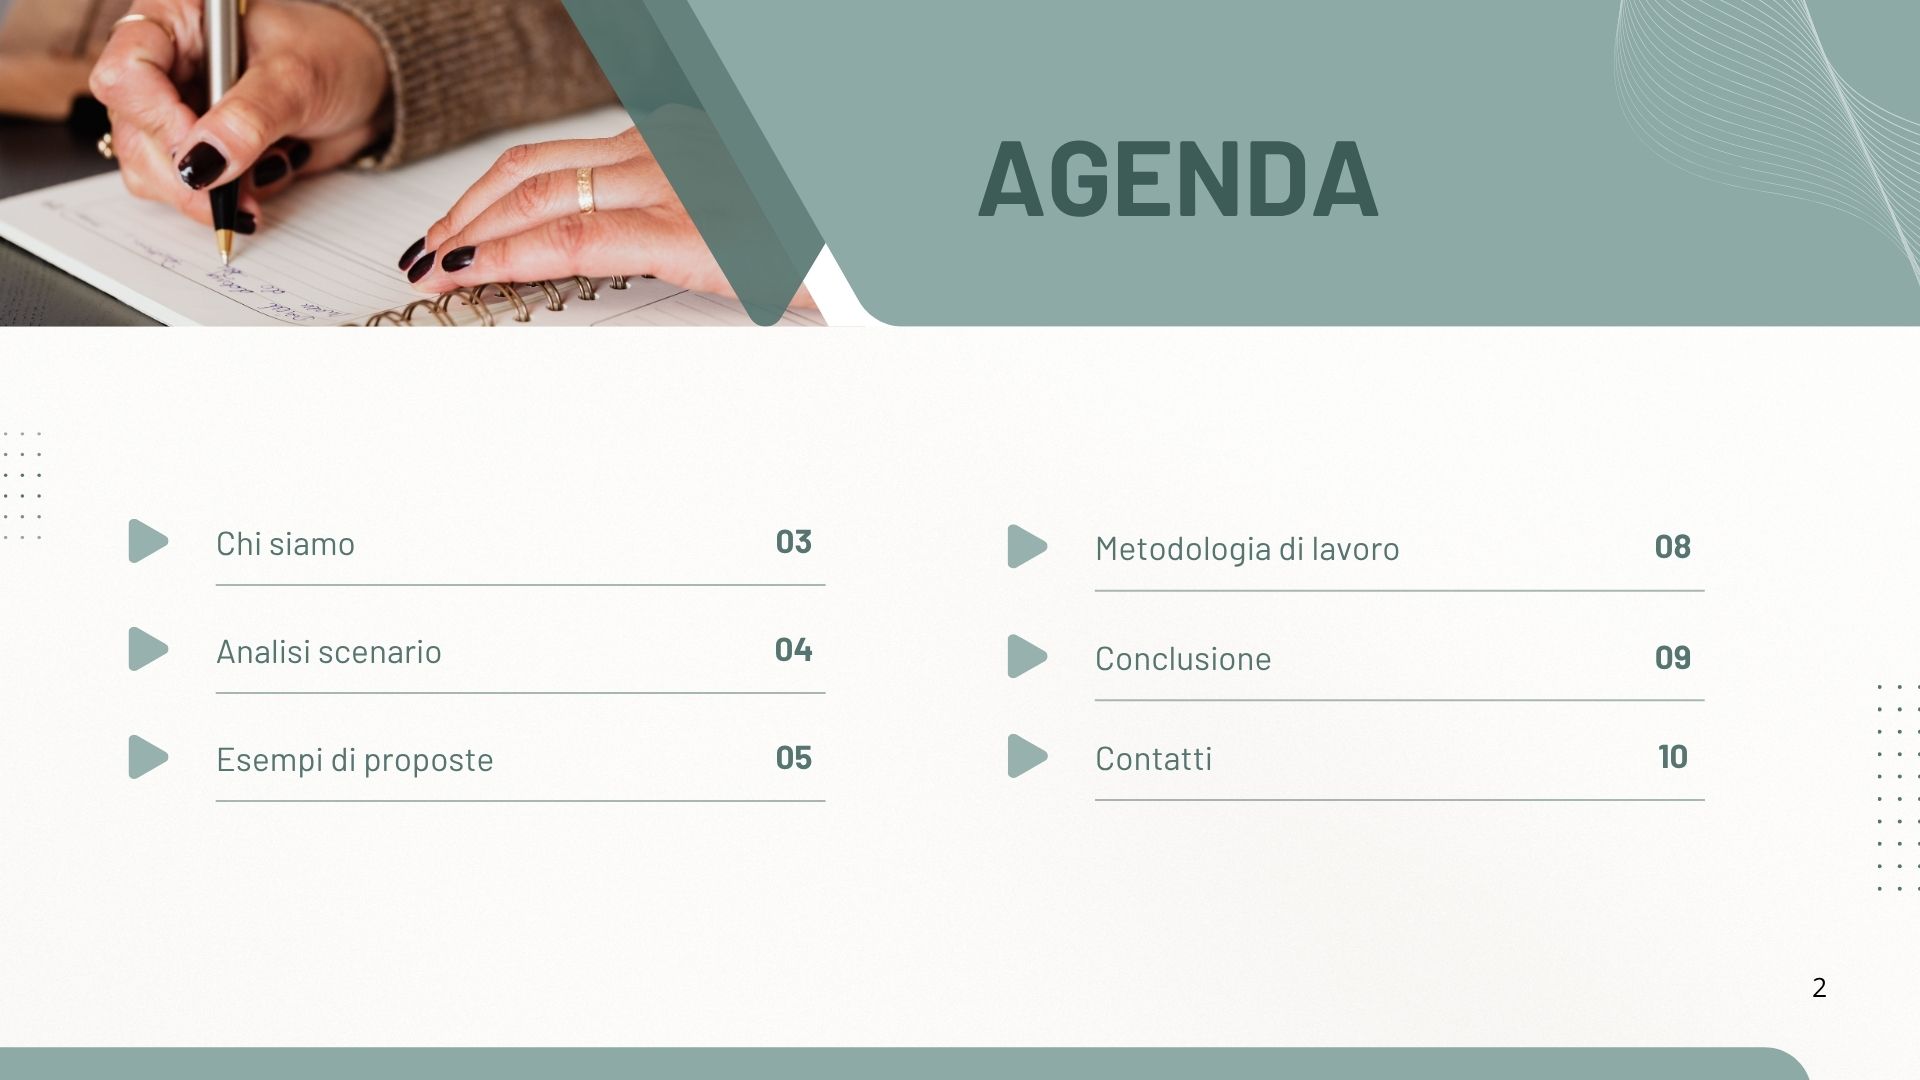 AGENDA
Chi siamo 03
Analisi scenario 04
Esempi di proposte 05
Metodologia di lavoro 08
Conclusione 09
Contatti 10
2